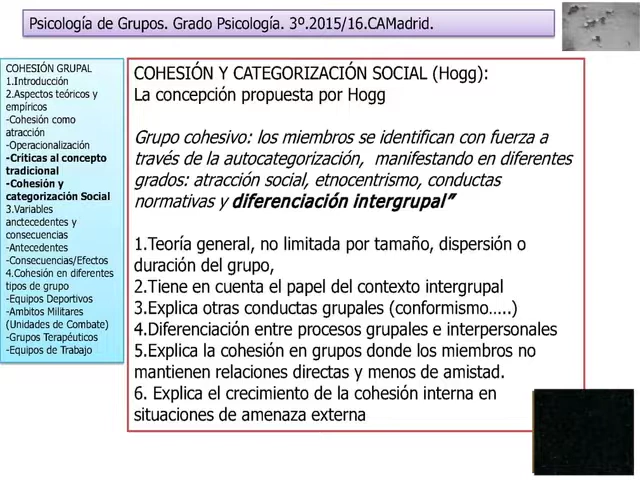 Psicología de Grupos. Grado Psicología. 3º.2015/16.CAMadrid.
COHESIÓN GRUPAL
1.Introducción
2.Aspectos teóricos y
empíricos
-Cohesión como
atracción
-Operacionalización
-Críticas al concepto
tradicional
-Cohesión y
categorización Social
3.Variables
anctecedentes y
consecuencias
-Antecedentes
-Consecuencias/Efectos
4.Cohesión en diferentes
tipos de grupo
-Equipos Deportivos
-Ambitos Militares
(Unidades de Combate)
-Grupos Terapéuticos
-Equipos de Trabajo
COHESIÓN Y CATEGORIZACIÓN SOCIAL (Hogg):
La concepción propuesta por Hogg
Grupo cohesivo: los miembros se identifican con fuerza a
través de la autocategorización, manifestando en diferentes
grados: atracción social, etnocentrismo, conductas
normativas y diferenciación intergrupal”
1.Teoría general, no limitada por tamaño, dispersión o
duración del grupo,
2.Tiene en cuenta el papel del contexto intergrupal
3.Explica otras conductas grupales (conformismo…..)
4.Diferenciación entre procesos grupales e interpersonales
5.Explica la cohesión en grupos donde los miembros no
mantienen relaciones directas y menos de amistad.
6. Explica el crecimiento de la cohesión interna en
situaciones de amenaza externa